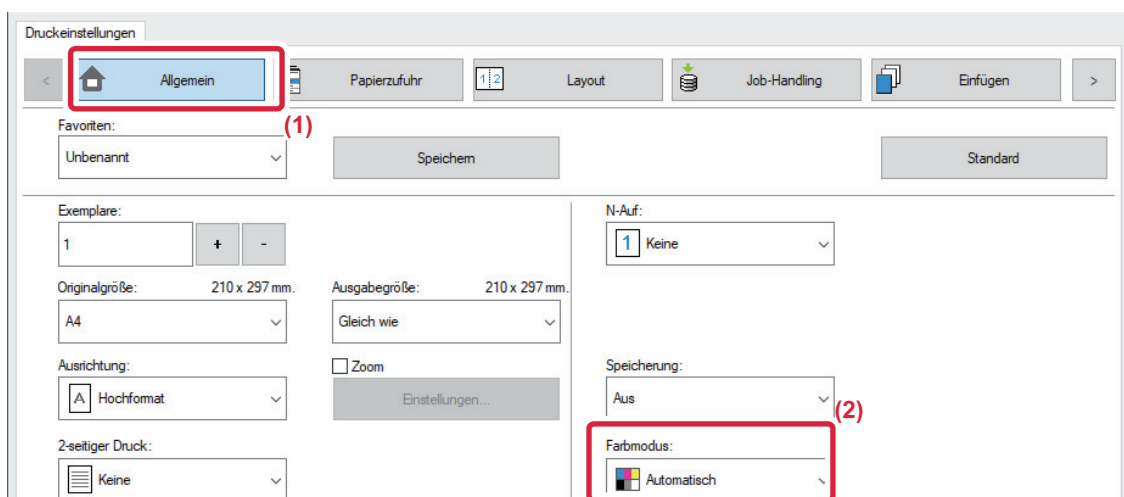 Druckeinstellungen
< Allgemein Papierzufuhr 1 2 Layout Job-Handling Einfügen >
(1)
Favoriten:
Unbenannt Speichern Standard
Exemplare: N-Auf:
1 + - 1 Keine
Originalgröße: 210 x 297 mm. Ausgabegröße: 210 x 297 mm.
A4 Gleich wie
Ausrichtung: Zoom Speicherung:
A Hochformat Einstellungen... Aus
(2)
2-seitiger Druck: Farbmodus:
Keine Automatisch